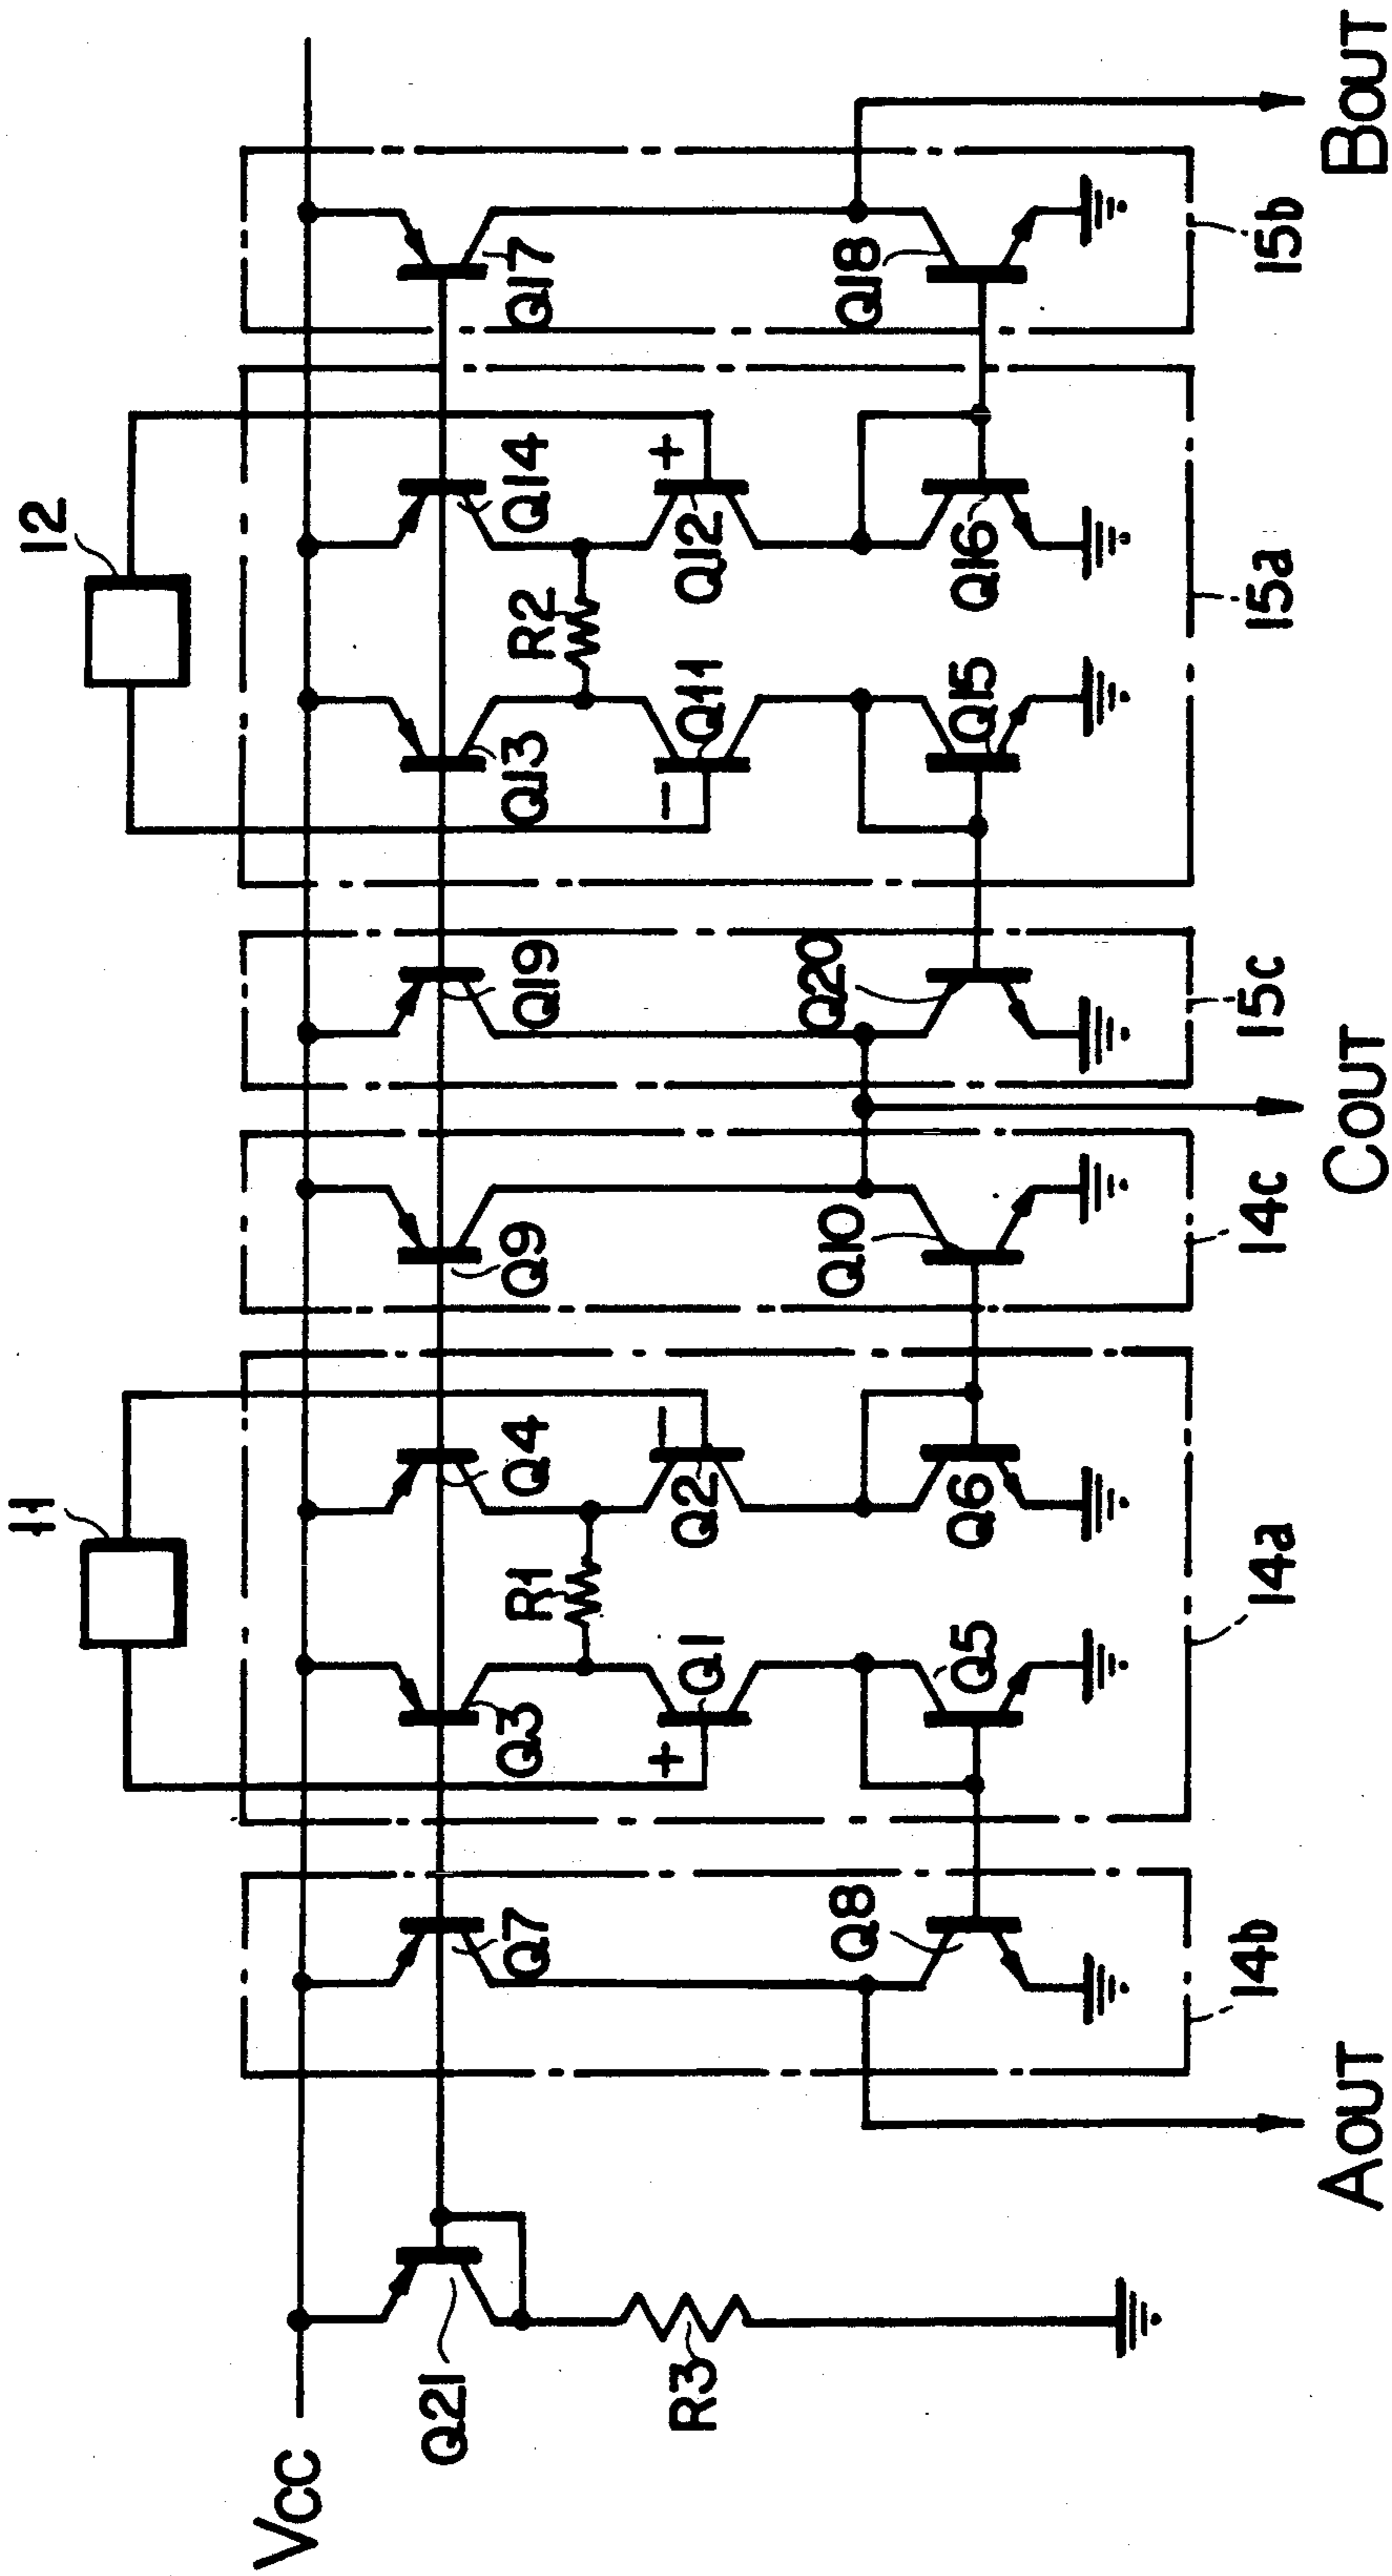 11
12
VCC
Q21
Q7
Q3
Q4
Q9
Q19
Q13
Q14
Q17
R1
R2
R3
Q1
Q2
Q11
Q12
+
−
−
+
Q8
Q5
Q6
Q10
Q20
Q15
Q16
Q18
14b
14a
14c
15c
15a
15b
AOUT
COUT
BOUT